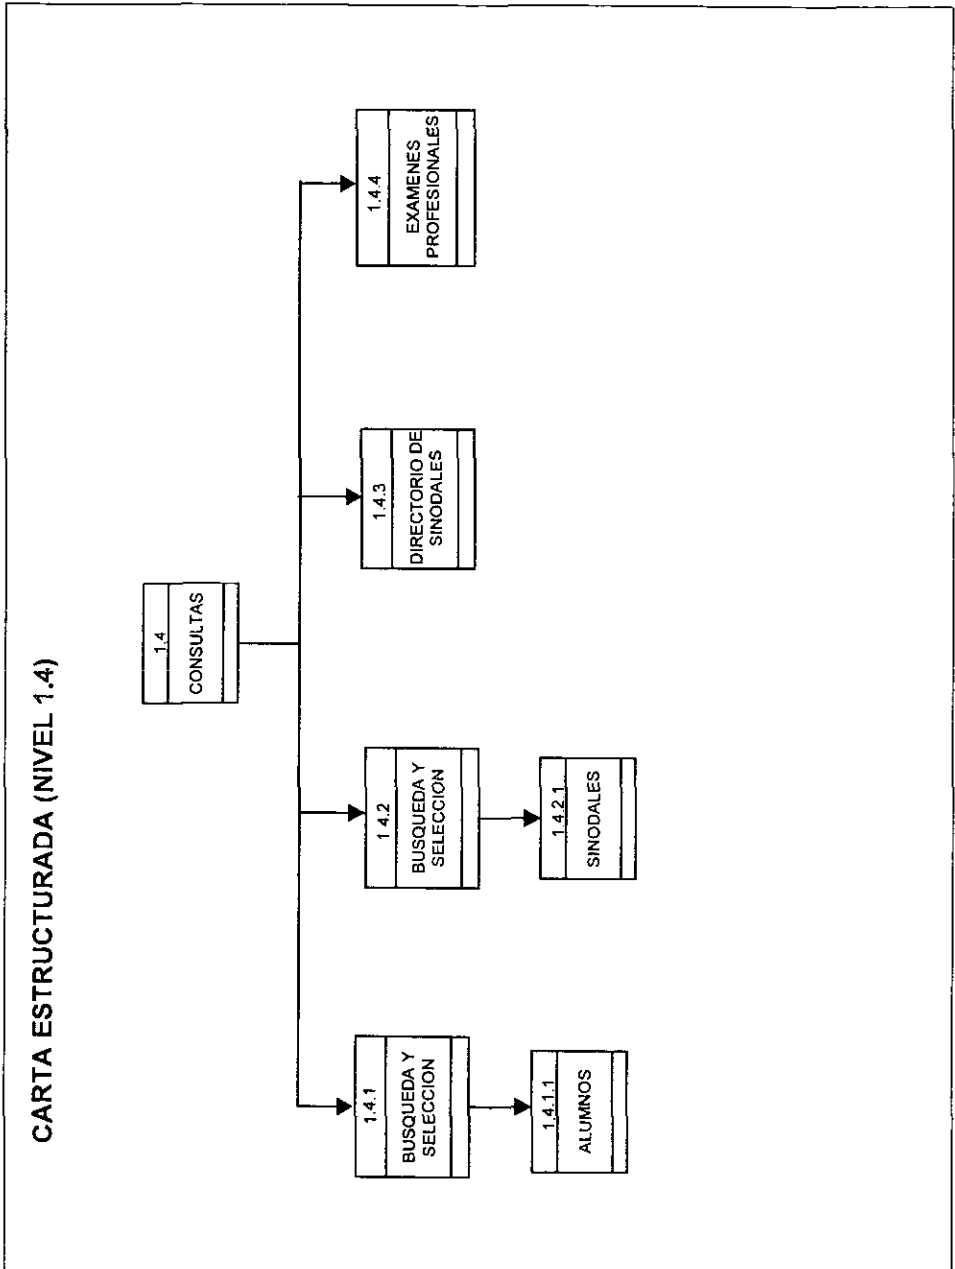 CARTA ESTRUCTURADA (NIVEL 1.4)
1.4
CONSULTAS
1.4.1
BUSQUEDA Y
SELECCION
1.4.2
BUSQUEDA Y
SELECCION
1.4.3
DIRECTORIO DE
SINODALES
1.4.4
EXAMENES
PROFESIONALES
1.4.1.1
ALUMNOS
1.4.2.1
SINODALES